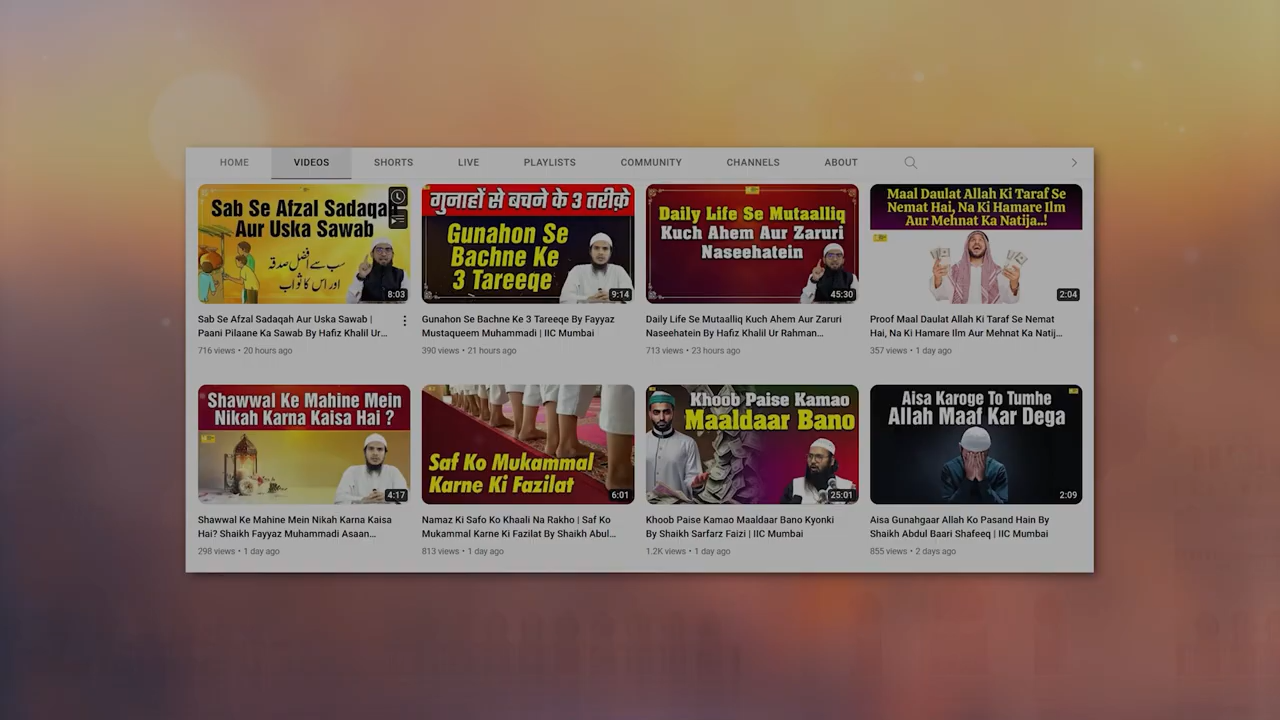 HOME VIDEOS SHORTS LIVE PLAYLISTS COMMUNITY CHANNELS ABOUT
Sab Se Afzal Sadaqah
Aur Uska Sawab
سب سے افضل صدقہ
اور اس کا ثواب
8:03
गुनाहों से बचने के 3 तरीक़े
Gunahon Se
Bachne Ke
3 Tareeqe
9:14
Daily Life Se Mutaalliq
Kuch Ahem Aur Zaruri
Naseehatein
45:30
Maal Daulat Allah Ki Taraf Se
Nemat Hai, Na Ki Hamare Ilm
Aur Mehnat Ka Natija..!
2:04
Sab Se Afzal Sadaqah Aur Uska Sawab |
Paani Pilaane Ka Sawab By Hafiz Khalil Ur...
716 views • 20 hours ago
Gunahon Se Bachne Ke 3 Tareeqe By Fayyaz
Mustaqueem Muhammadi | IIC Mumbai
390 views • 21 hours ago
Daily Life Se Mutaalliq Kuch Ahem Aur Zaruri
Naseehatein By Hafiz Khalil Ur Rahman...
713 views • 23 hours ago
Proof Maal Daulat Allah Ki Taraf Se Nemat
Hai, Na Ki Hamare Ilm Aur Mehnat Ka Natij...
357 views • 1 day ago
Shawwal Ke Mahine Mein
Nikah Karna Kaisa Hai ?
4:17
Saf Ko Mukammal
Karne Ki Fazilat
6:01
Khoob Paise Kamao
Maaldaar Bano
25:01
Aisa Karoge To Tumhe
Allah Maaf Kar Dega
2:09
Shawwal Ke Mahine Mein Nikah Karna Kaisa
Hai? Shaikh Fayyaz Muhammadi Asaan...
298 views • 1 day ago
Namaz Ki Safo Ko Khaali Na Rakho | Saf Ko
Mukammal Karne Ki Fazilat By Shaikh Abul...
813 views • 1 day ago
Khoob Paise Kamao Maaldaar Bano Kyonki
By Shaikh Sarfarz Faizi | IIC Mumbai
1.2K views • 1 day ago
Aisa Gunahgaar Allah Ko Pasand Hain By
Shaikh Abdul Baari Shafeeq | IIC Mumbai
855 views • 2 days ago